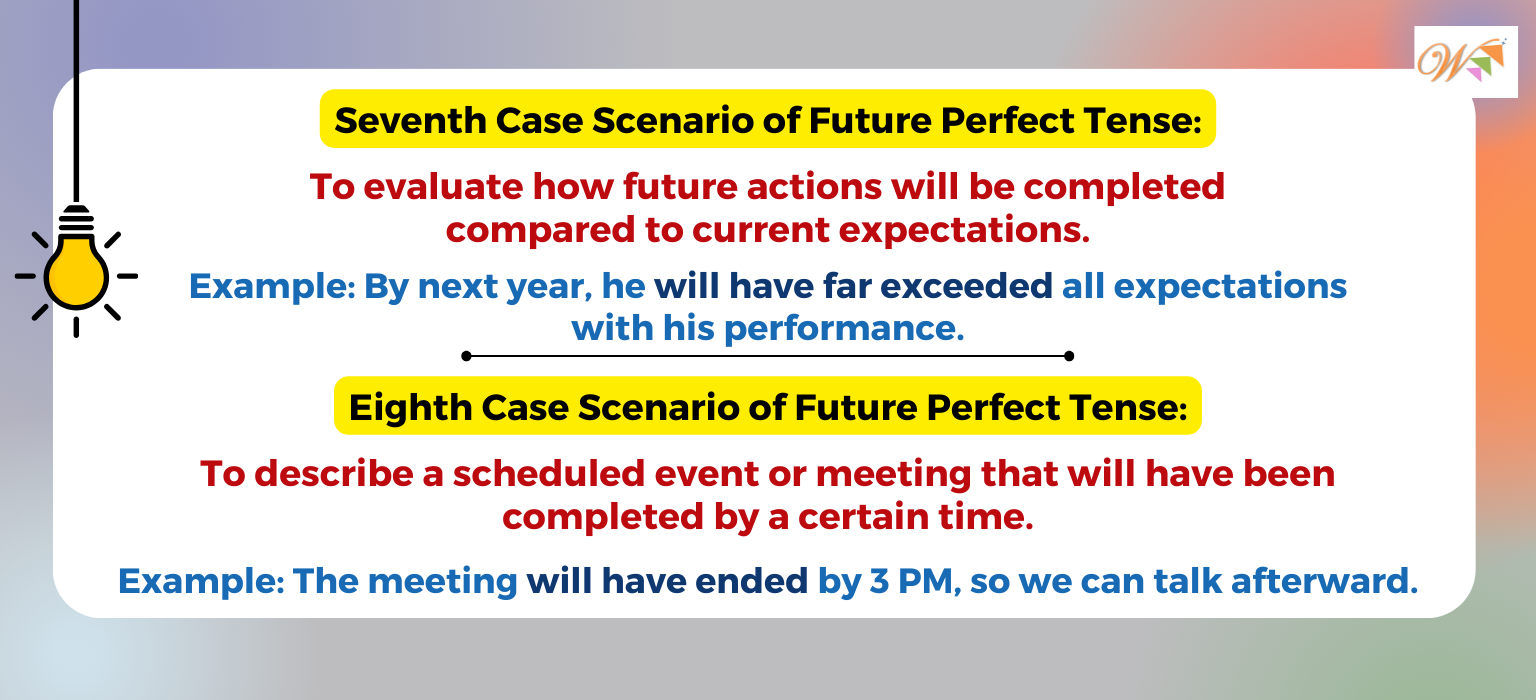 W
Seventh Case Scenario of Future Perfect Tense:
To evaluate how future actions will be completed
compared to current expectations.
Example: By next year, he will have far exceeded all expectations
with his performance.
Eighth Case Scenario of Future Perfect Tense:
To describe a scheduled event or meeting that will have been
completed by a certain time.
Example: The meeting will have ended by 3 PM, so we can talk afterward.